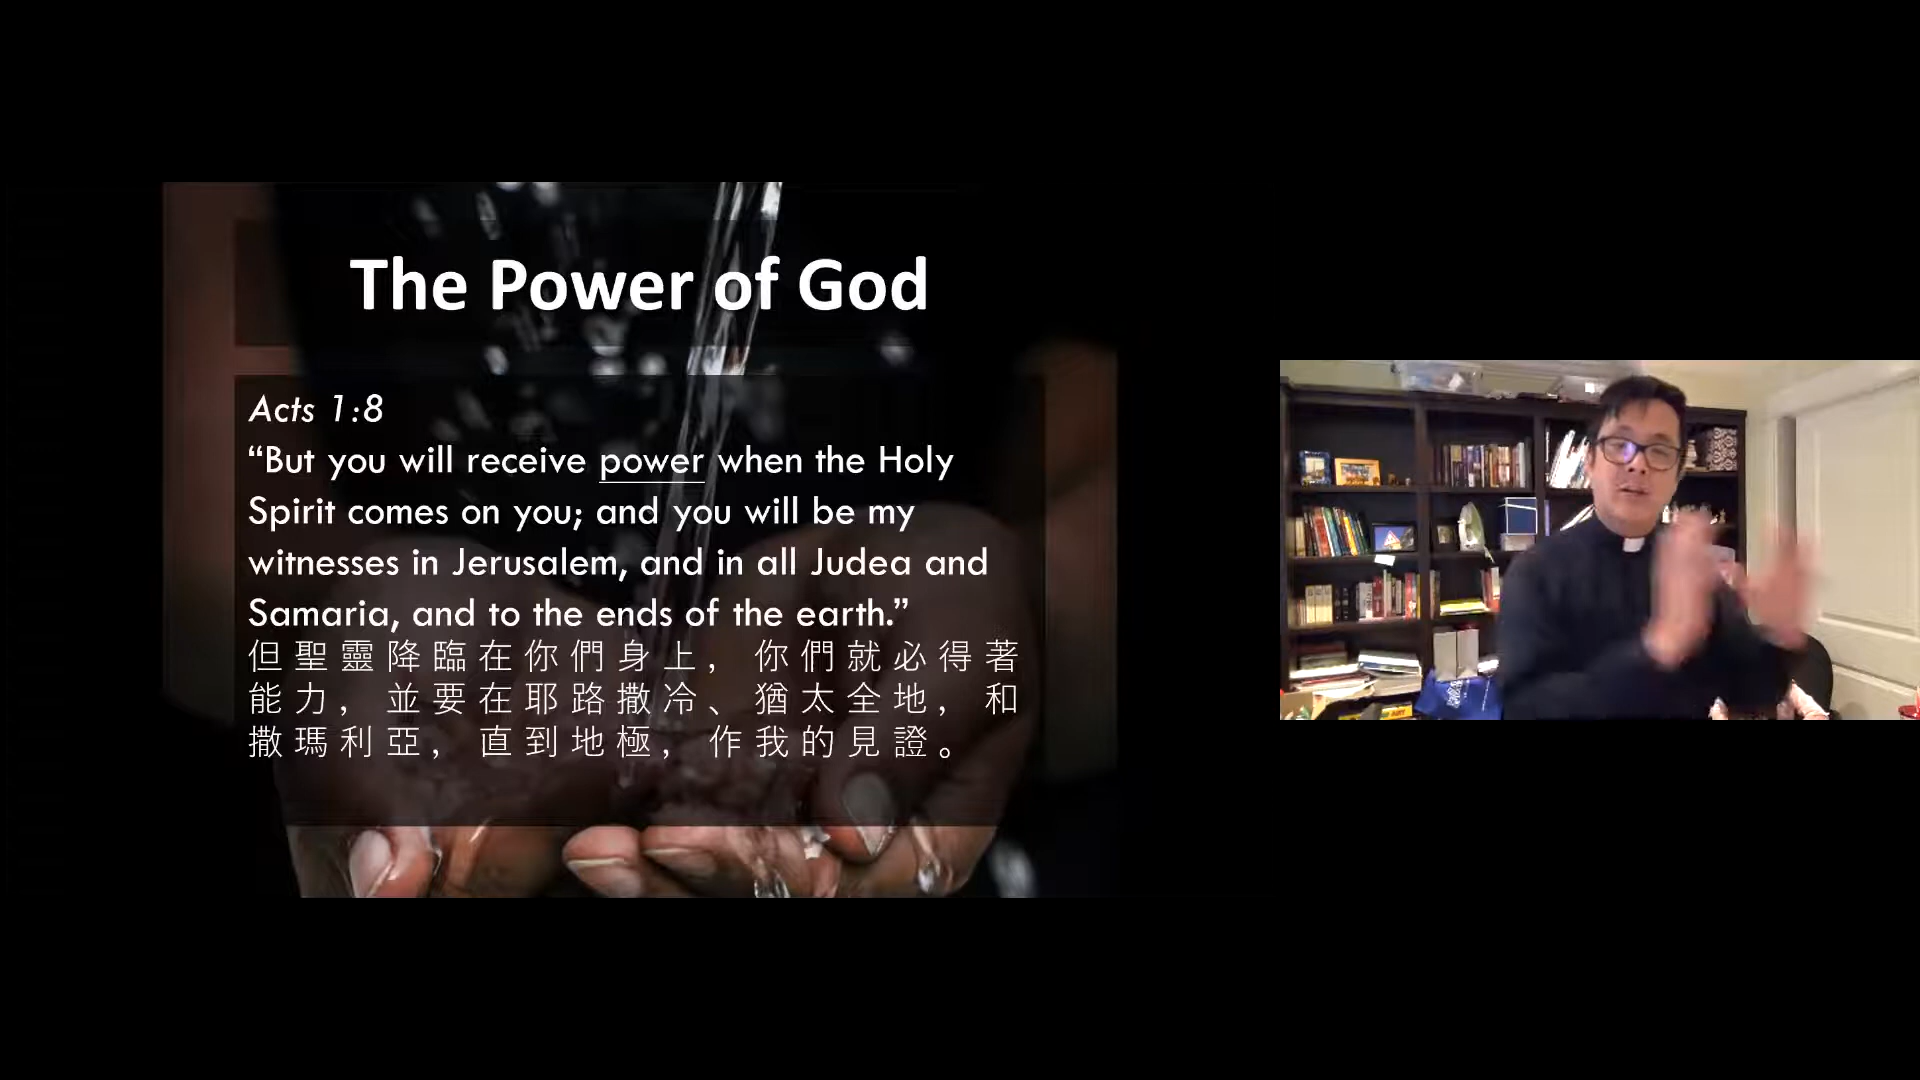 The Power of God
Acts 1:8
“But you will receive power when the Holy
Spirit comes on you; and you will be my
witnesses in Jerusalem, and in all Judea and
Samaria, and to the ends of the earth.”
但聖靈降臨在你們身上，你們就必得著
能力，並要在耶路撒冷、猶太全地，和
撒瑪利亞，直到地極，作我的見證。